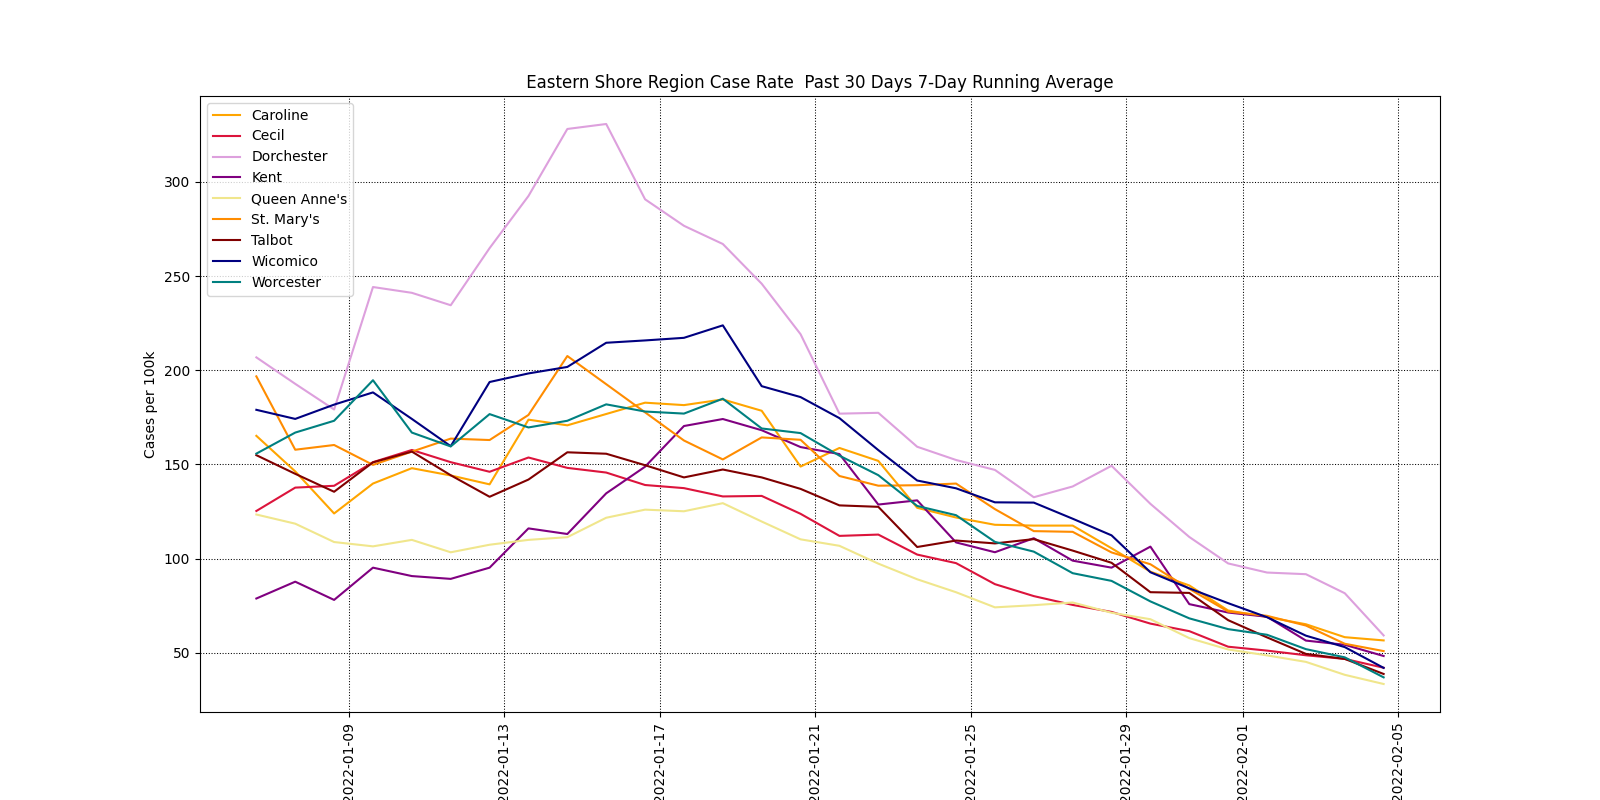 Eastern Shore Region Case Rate  Past 30 Days 7-Day Running Average
Caroline
Cecil
Dorchester
Kent
Queen Anne's
St. Mary's
Talbot
Wicomico
Worcester
Cases per 100k
300
250
200
150
100
50
2022-01-09
2022-01-13
2022-01-17
2022-01-21
2022-01-25
2022-01-29
2022-02-01
2022-02-05